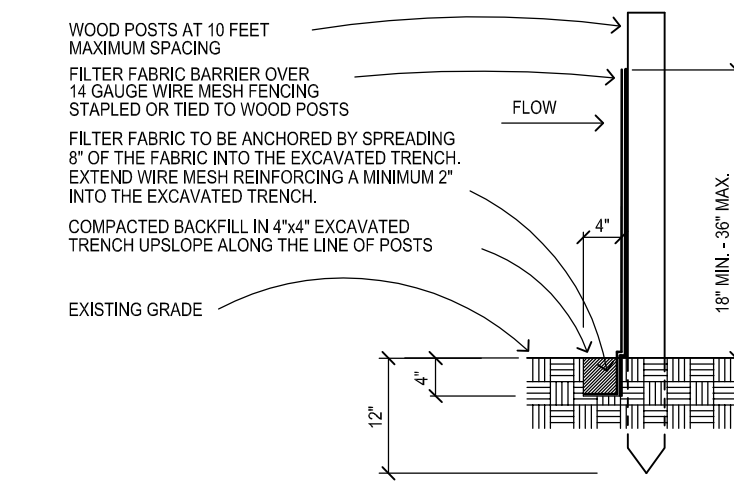 WOOD POSTS AT 10 FEET
MAXIMUM SPACING
FILTER FABRIC BARRIER OVER
14 GAUGE WIRE MESH FENCING
STAPLED OR TIED TO WOOD POSTS
FLOW
FILTER FABRIC TO BE ANCHORED BY SPREADING
8" OF THE FABRIC INTO THE EXCAVATED TRENCH.
EXTEND WIRE MESH REINFORCING A MINIMUM 2"
INTO THE EXCAVATED TRENCH.
COMPACTED BACKFILL IN 4"x4" EXCAVATED
TRENCH UPSLOPE ALONG THE LINE OF POSTS
4"
18" MIN. - 36" MAX.
EXISTING GRADE
4"
12"